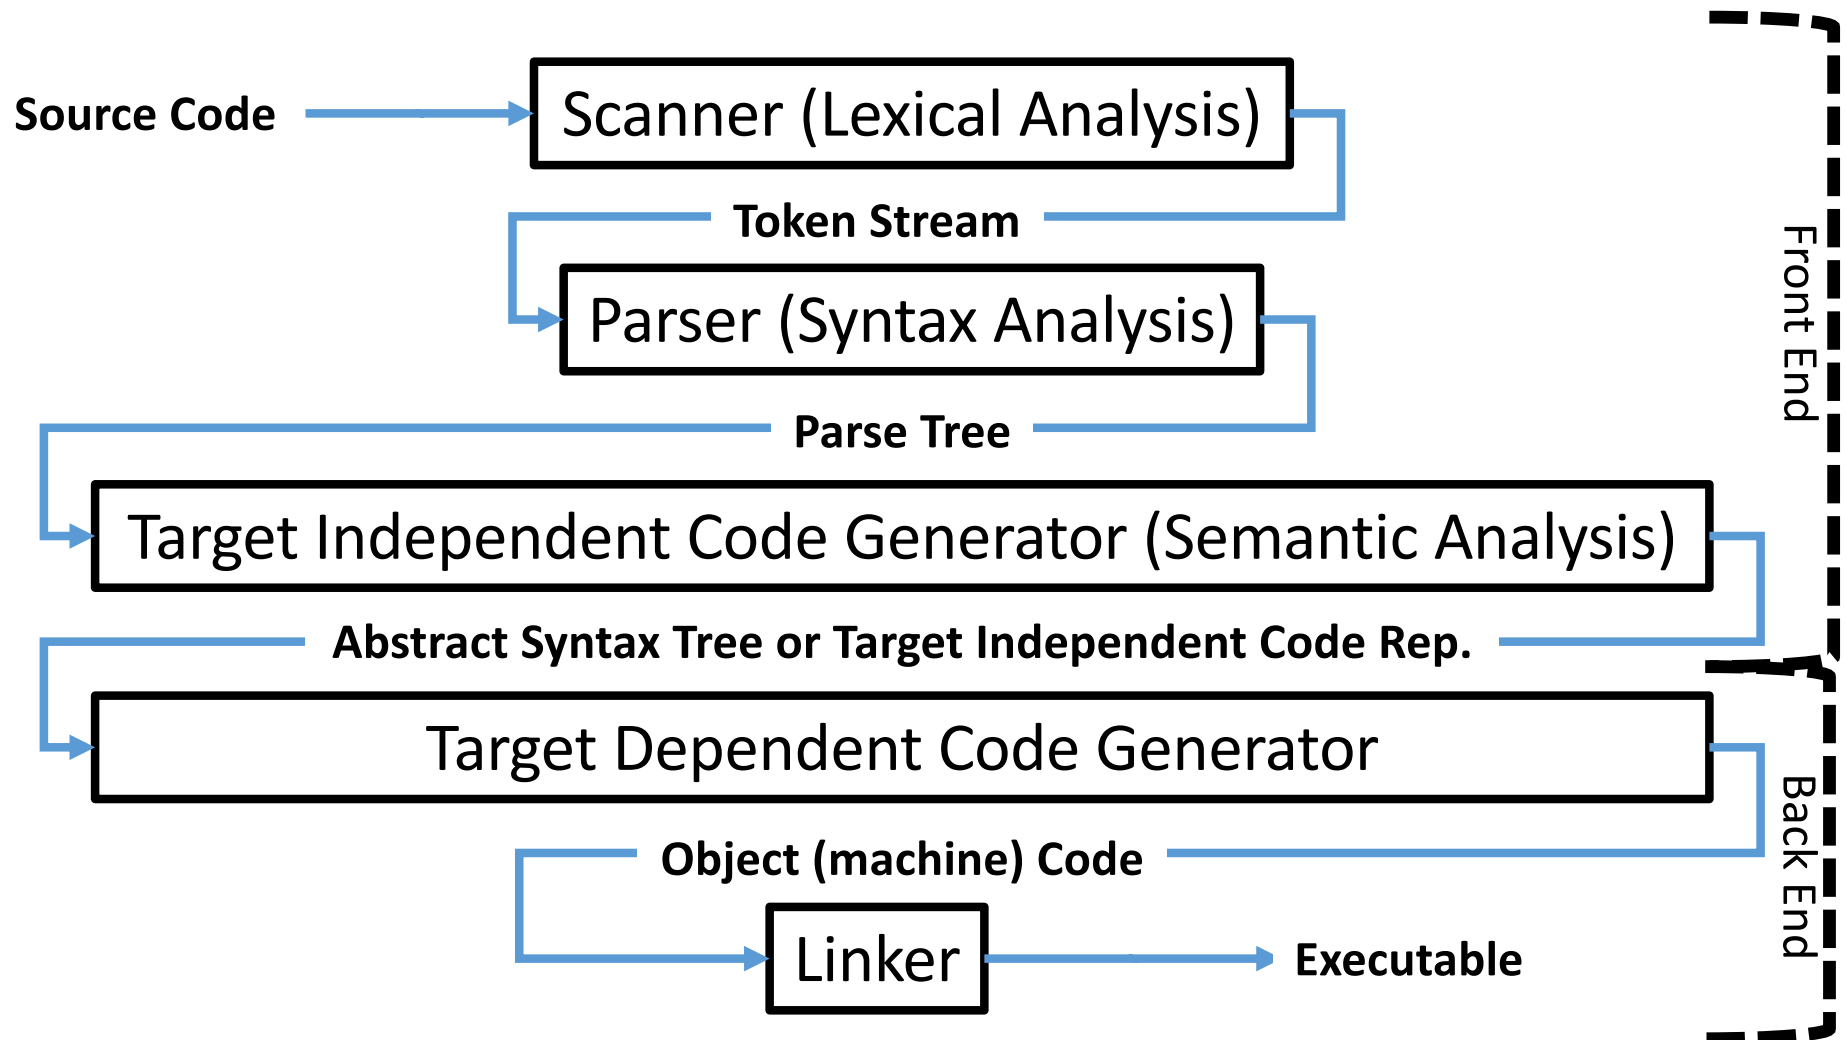 Source Code
Scanner (Lexical Analysis)
Token Stream
Parser (Syntax Analysis)
Parse Tree
Target Independent Code Generator (Semantic Analysis)
Abstract Syntax Tree or Target Independent Code Rep.
Front End
Target Dependent Code Generator
Object (machine) Code
Linker
Executable
Back End